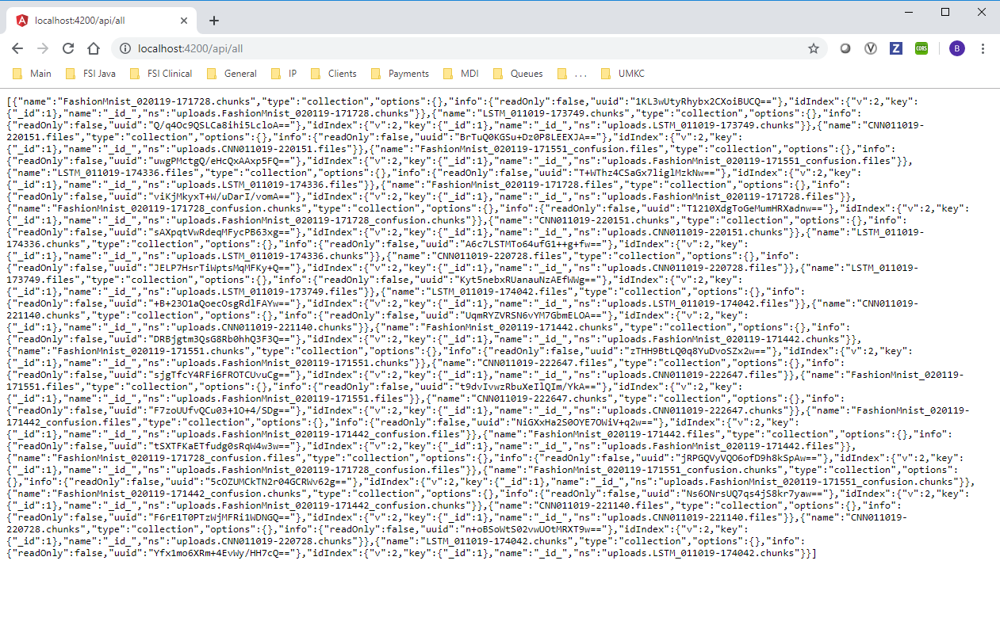 localhost:4200/api/all
localhost:4200/api/all
V Z CORS B
Main FSI Java FSI Clinical General IP Clients Payments MDI Queues . . . UMKC
[{"name":"FashionMnist_020119-171728.chunks","type":"collection","options":{},"info":{"readOnly":false,"uuid":"1KL3wUtyRhybx2CXoiBUCQ=="},"idIndex":{"v":2,"key":
{"_id":1},"name":"_id_","ns":"uploads.FashionMnist_020119-171728.chunks"}},{"name":"LSTM_011019-173749.chunks","type":"collection","options":{},"info":
{"readOnly":false,"uuid":"Q/q4Oc9QSLCa8ihi5LcloA=="},"idIndex":{"v":2,"key":{"_id":1},"name":"_id_","ns":"uploads.LSTM_011019-173749.chunks"}},{"name":"CNN011019-
220151.files","type":"collection","options":{},"info":{"readOnly":false,"uuid":"BrTuQ0KGSu+Dz0P8LEEXJA=="},"idIndex":{"v":2,"key":
{"_id":1},"name":"_id_","ns":"uploads.CNN011019-220151.files"}},{"name":"FashionMnist_020119-171551_confusion.files","type":"collection","options":{},"info":
{"readOnly":false,"uuid":"uwgPMctgQ/eHcQxAAxp5FQ=="},"idIndex":{"v":2,"key":{"_id":1},"name":"_id_","ns":"uploads.FashionMnist_020119-171551_confusion.files"}},
{"name":"LSTM_011019-174336.files","type":"collection","options":{},"info":{"readOnly":false,"uuid":"T+WThz4CSaGx7liglMzkNw=="},"idIndex":{"v":2,"key":
{"_id":1},"name":"_id_","ns":"uploads.LSTM_011019-174336.files"}},{"name":"FashionMnist_020119-171728.files","type":"collection","options":{},"info":
{"readOnly":false,"uuid":"viKjMkyxT+W/uDarI/vomA=="},"idIndex":{"v":2,"key":{"_id":1},"name":"_id_","ns":"uploads.FashionMnist_020119-171728.files"}},
{"name":"FashionMnist_020119-171728_confusion.chunks","type":"collection","options":{},"info":{"readOnly":false,"uuid":"T1210XdgToGeMumHRXadnw=="},"idIndex":{"v":2,"key":
{"_id":1},"name":"_id_","ns":"uploads.FashionMnist_020119-171728_confusion.chunks"}},{"name":"CNN011019-220151.chunks","type":"collection","options":{},"info":
{"readOnly":false,"uuid":"sAXpqtVwRdeqMFycPB63xg=="},"idIndex":{"v":2,"key":{"_id":1},"name":"_id_","ns":"uploads.CNN011019-220151.chunks"}},{"name":"LSTM_011019-
174336.chunks","type":"collection","options":{},"info":{"readOnly":false,"uuid":"A6c7LSTMTo64ufG1++g+fw=="},"idIndex":{"v":2,"key":
{"_id":1},"name":"_id_","ns":"uploads.LSTM_011019-174336.chunks"}},{"name":"CNN011019-220728.files","type":"collection","options":{},"info":
{"readOnly":false,"uuid":"JELP7HsrTiWptsMqMFKy+Q=="},"idIndex":{"v":2,"key":{"_id":1},"name":"_id_","ns":"uploads.CNN011019-220728.files"}},{"name":"LSTM_011019-
173749.files","type":"collection","options":{},"info":{"readOnly":false,"uuid":"Kyt5nebxRUanauNzAEfWWg=="},"idIndex":{"v":2,"key":
{"_id":1},"name":"_id_","ns":"uploads.LSTM_011019-173749.files"}},{"name":"LSTM_011019-174042.files","type":"collection","options":{},"info":
{"readOnly":false,"uuid":"+B+23O1aQoecOsgRdlFAYw=="},"idIndex":{"v":2,"key":{"_id":1},"name":"_id_","ns":"uploads.LSTM_011019-174042.files"}},{"name":"CNN011019-
221140.chunks","type":"collection","options":{},"info":{"readOnly":false,"uuid":"UqmRYZVRSN6vYM7GbmELOA=="},"idIndex":{"v":2,"key":
{"_id":1},"name":"_id_","ns":"uploads.CNN011019-221140.chunks"}},{"name":"FashionMnist_020119-171442.chunks","type":"collection","options":{},"info":
{"readOnly":false,"uuid":"DRBjgtm3QsG8Rb0hhQ3F3Q=="},"idIndex":{"v":2,"key":{"_id":1},"name":"_id_","ns":"uploads.FashionMnist_020119-171442.chunks"}},
{"name":"FashionMnist_020119-171551.chunks","type":"collection","options":{},"info":{"readOnly":false,"uuid":"zTHH9BtLQ0q8YuDvoSZx2w=="},"idIndex":{"v":2,"key":
{"_id":1},"name":"_id_","ns":"uploads.FashionMnist_020119-171551.chunks"}},{"name":"CNN011019-222647.files","type":"collection","options":{},"info":
{"readOnly":false,"uuid":"sjgTfcY4RFi6FROTCUvuCg=="},"idIndex":{"v":2,"key":{"_id":1},"name":"_id_","ns":"uploads.CNN011019-222647.files"}},{"name":"FashionMnist_020119-
171551.files","type":"collection","options":{},"info":{"readOnly":false,"uuid":"t9dvIvwzRbuXeIlQIm/YkA=="},"idIndex":{"v":2,"key":
{"_id":1},"name":"_id_","ns":"uploads.FashionMnist_020119-171551.files"}},{"name":"CNN011019-222647.chunks","type":"collection","options":{},"info":
{"readOnly":false,"uuid":"F7zoUUfvQCu03+1O+4/SDg=="},"idIndex":{"v":2,"key":{"_id":1},"name":"_id_","ns":"uploads.CNN011019-222647.chunks"}},{"name":"FashionMnist_020119-
171442_confusion.files","type":"collection","options":{},"info":{"readOnly":false,"uuid":"NiGXxHa2S0OYE7OWiV+q2w=="},"idIndex":{"v":2,"key":
{"_id":1},"name":"_id_","ns":"uploads.FashionMnist_020119-171442_confusion.files"}},{"name":"FashionMnist_020119-171442.files","type":"collection","options":{},"info":
{"readOnly":false,"uuid":"tSXTFKaETfudg0sRqW4w3w=="},"idIndex":{"v":2,"key":{"_id":1},"name":"_id_","ns":"uploads.FashionMnist_020119-171442.files"}},
{"name":"FashionMnist_020119-171728_confusion.files","type":"collection","options":{},"info":{"readOnly":false,"uuid":"jRPGQVyVQO6ofD9h8kSpAw=="},"idIndex":{"v":2,"key":
{"_id":1},"name":"_id_","ns":"uploads.FashionMnist_020119-171728_confusion.files"}},{"name":"FashionMnist_020119-171551_confusion.chunks","type":"collection","options":
{},"info":{"readOnly":false,"uuid":"5cOZUMCkTN2r04GCRWv62g=="},"idIndex":{"v":2,"key":{"_id":1},"name":"_id_","ns":"uploads.FashionMnist_020119-171551_confusion.chunks"}},
{"name":"FashionMnist_020119-171442_confusion.chunks","type":"collection","options":{},"info":{"readOnly":false,"uuid":"Ns6ONrsUQ7qs4jS8kr7yaw=="},"idIndex":{"v":2,"key":
{"_id":1},"name":"_id_","ns":"uploads.FashionMnist_020119-171442_confusion.chunks"}},{"name":"CNN011019-221140.files","type":"collection","options":{},"info":
{"readOnly":false,"uuid":"F6rE1T0PTzWjMFRi1WDNGQ=="},"idIndex":{"v":2,"key":{"_id":1},"name":"_id_","ns":"uploads.CNN011019-221140.files"}},{"name":"CNN011019-
220728.chunks","type":"collection","options":{},"info":{"readOnly":false,"uuid":"n+oBSoWtS02vwUOtMRXT9w=="},"idIndex":{"v":2,"key":
{"_id":1},"name":"_id_","ns":"uploads.CNN011019-220728.chunks"}},{"name":"LSTM_011019-174042.chunks","type":"collection","options":{},"info":
{"readOnly":false,"uuid":"Yfx1mo6XRm+4EvWy/HH7cQ=="},"idIndex":{"v":2,"key":{"_id":1},"name":"_id_","ns":"uploads.LSTM_011019-174042.chunks"}}]